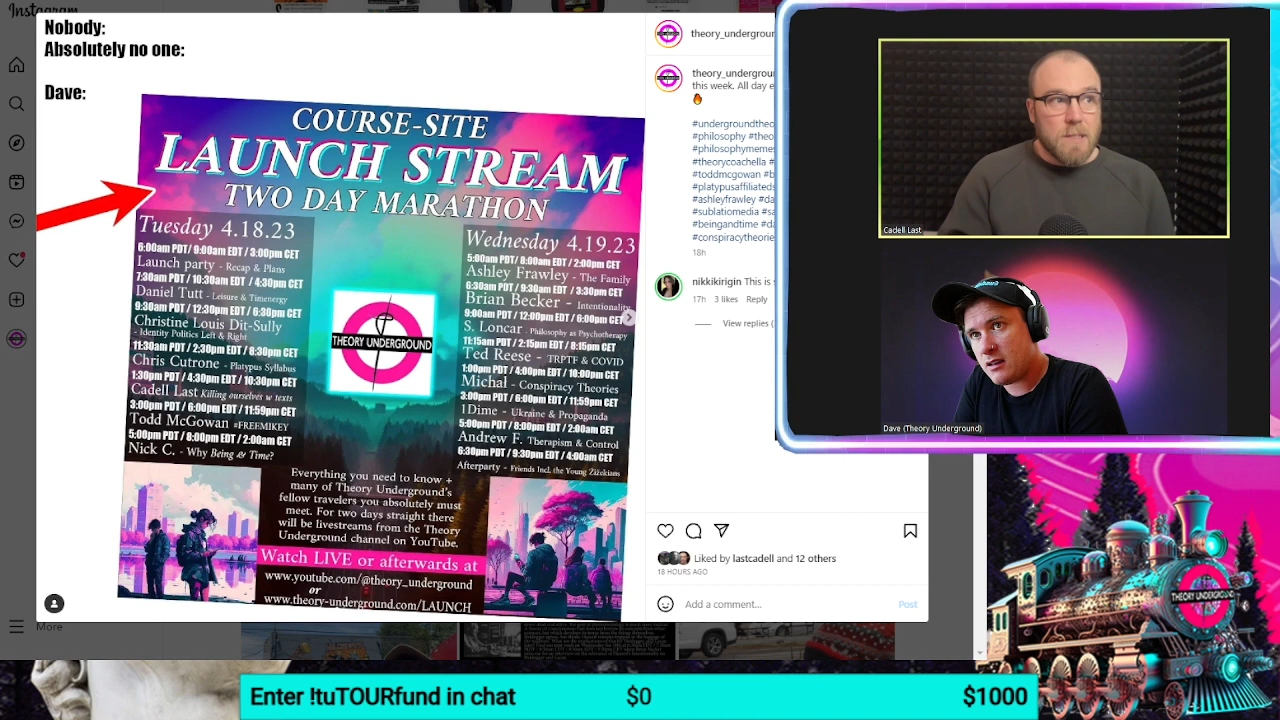 Instagram
Nobody:
Absolutely no one:
Dave:
COURSE-SITE
LAUNCH STREAM
TWO DAY MARATHON
Tuesday 4.18.23
6:00am PDT/ 9:00am EDT / 3:00pm CET
Launch party - Recap & Plans
7:30am PDT/ 10:30am EDT / 4:30pm CET
Daniel Tutt - Leisure & Timenergy
9:30am PDT/ 12:30pm EDT / 6:30pm CET
Christine Louis Dit-Sully
- Identity Politics Left & Right
11:30am PDT / 2:30pm EDT / 8:15pm CET
Chris Cutrone - Platypus Syllabus
1:30pm PDT / 4:30pm EDT / 10:30pm CET
Cadell Last Killing ourselves w texts
3:00pm PDT / 6:00pm EDT / 11:59pm CET
Todd McGowan #FREEMIKEY
5:00pm PDT / 8:00pm EDT / 2:00am CET
Nick C. - Why Being & Time?
Wednesday 4.19.23
5:00am PDT / 8:00am EDT / 2:00pm CET
Ashley Frawley - The Family
6:30am PDT / 9:30am EDT / 3:30pm CET
Brian Becker - Intentionality
9:00am PDT / 12:00pm EDT / 6:00pm CET
S. Loncar - Philosophy as Psychotherapy
11:15am PDT / 2:15pm EDT / 8:15pm CET
Ted Reese - TRPTF & COVID
1:00pm PDT / 4:00pm EDT / 10:00pm CET
Michal - Conspiracy Theories
3:00pm PDT / 6:00pm EDT / 11:59pm CET
1Dime - Ukraine & Propaganda
5:00pm PDT / 8:00pm EDT / 2:00am CET
Andrew F. Therapism & Control
6:30pm PDT / 9:30pm EDT / 4:30am CET
Afterparty - Friends Incl, the Young Žižekians
THEORY UNDERGROUND
Everything you need to know +
many of Theory Underground's
fellow travelers you absolutely must
meet. For two days straight there
will be livestreams from the Theory
Underground channel on YouTube.
Watch LIVE or afterwards at
www.youtube.com/@theory_underground
or
www.theory-underground.com/LAUNCH
More
theory_undergroun
theory_undergroun
this week. All day e
#undergroundtheo
#philosophy #theo
#philosophymemes
#theorycoachella #
#toddmcgowan #b
#platypusaffiliateds
#ashleyfrawley #da
#sublatiomedia #sa
#beingandtime #da
#conspiracytheorie
18h
nikkikirigin This is s
17h 3 likes Reply
View replies (
Liked by lastcadell and 12 others
18 HOURS AGO
Add a comment...
Post
Cadell Last
Dave (Theory Underground)
THEORY UNDERGROUND
Enter !tuTOURfund in chat
$0
$1000